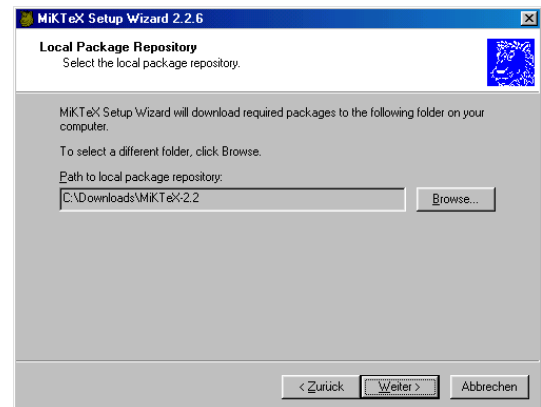 MiKTeX Setup Wizard 2.2.6
Local Package Repository
Select the local package repository.
MiKTeX Setup Wizard will download required packages to the following folder on your
computer.
To select a different folder, click Browse.
Path to local package repository:
C:\Downloads\MiKTeX-2.2
Browse...
< Zurück Weiter > Abbrechen